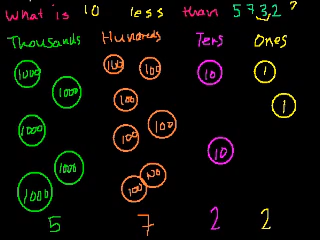 What is 10 less than 5732?
Thousands Hundreds Tens Ones
1000 100 100 10 1
1000 100 1
1000 100 100 10
1000 100 100
1000
5 7 2 2